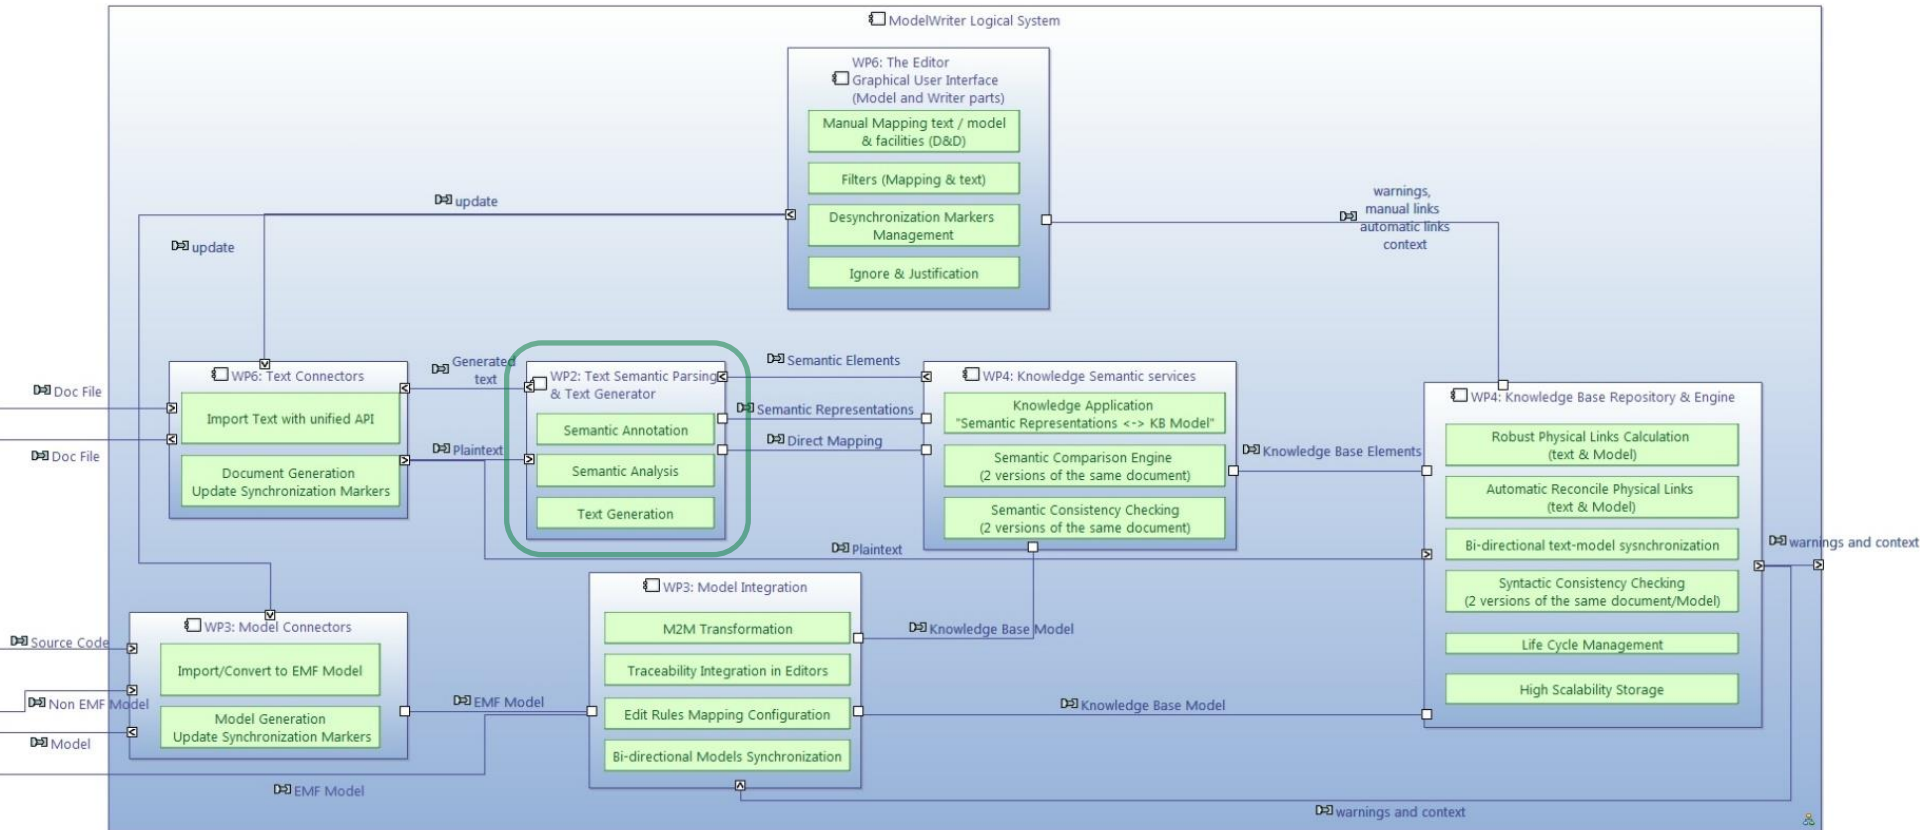 ModelWriter Logical System
WP6: The Editor
Graphical User Interface
(Model and Writer parts)
Manual Mapping text / model
& facilities (D&D)
Filters (Mapping & text)
Desynchronization Markers
Management
Ignore & Justification
update
update
warnings,
manual links
automatic links
context
Doc File
Doc File
WP6: Text Connectors
Import Text with unified API
Document Generation
Update Synchronization Markers
Generated
text
Plaintext
WP2: Text Semantic Parsing
& Text Generator
Semantic Annotation
Semantic Analysis
Text Generation
Semantic Elements
Semantic Representations
Direct Mapping
WP4: Knowledge Semantic services
Knowledge Application
"Semantic Representations <-> KB Model"
Semantic Comparison Engine
(2 versions of the same document)
Semantic Consistency Checking
(2 versions of the same document)
Knowledge Base Elements
WP4: Knowledge Base Repository & Engine
Robust Physical Links Calculation
(text & Model)
Automatic Reconcile Physical Links
(text & Model)
Bi-directional text-model sysnchronization
Syntactic Consistency Checking
(2 versions of the same document/Model)
Life Cycle Management
High Scalability Storage
warnings and context
Plaintext
Source Code
Non EMF Model
Model
WP3: Model Connectors
Import/Convert to EMF Model
Model Generation
Update Synchronization Markers
EMF Model
EMF Model
WP3: Model Integration
M2M Transformation
Traceability Integration in Editors
Edit Rules Mapping Configuration
Bi-directional Models Synchronization
Knowledge Base Model
Knowledge Base Model
warnings and context